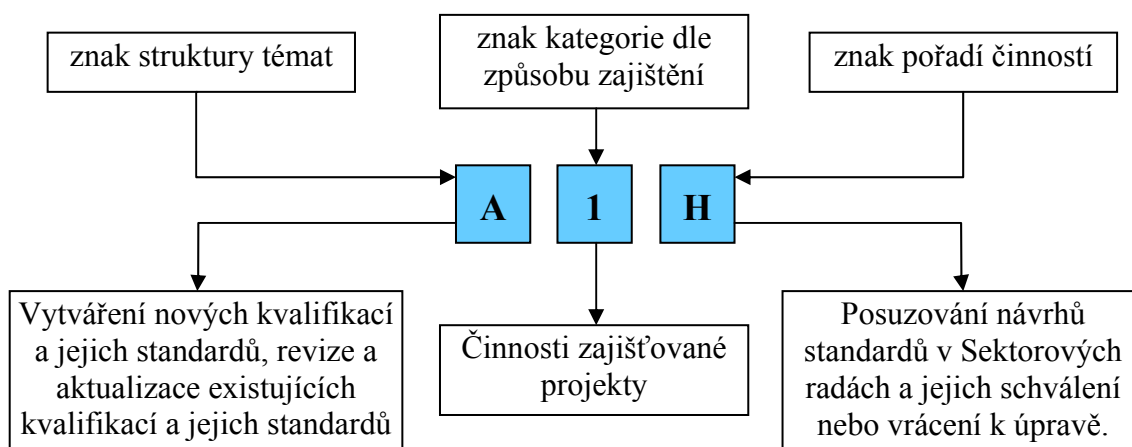 znak struktury témat
znak kategorie dle
způsobu zajištění
znak pořadí činností
A
1
H
Vytváření nových kvalifikací
a jejich standardů, revize a
aktualizace existujících
kvalifikací a jejich standardů
Činnosti zajišťované
projekty
Posuzování návrhů
standardů v Sektorových
radách a jejich schválení
nebo vrácení k úpravě.